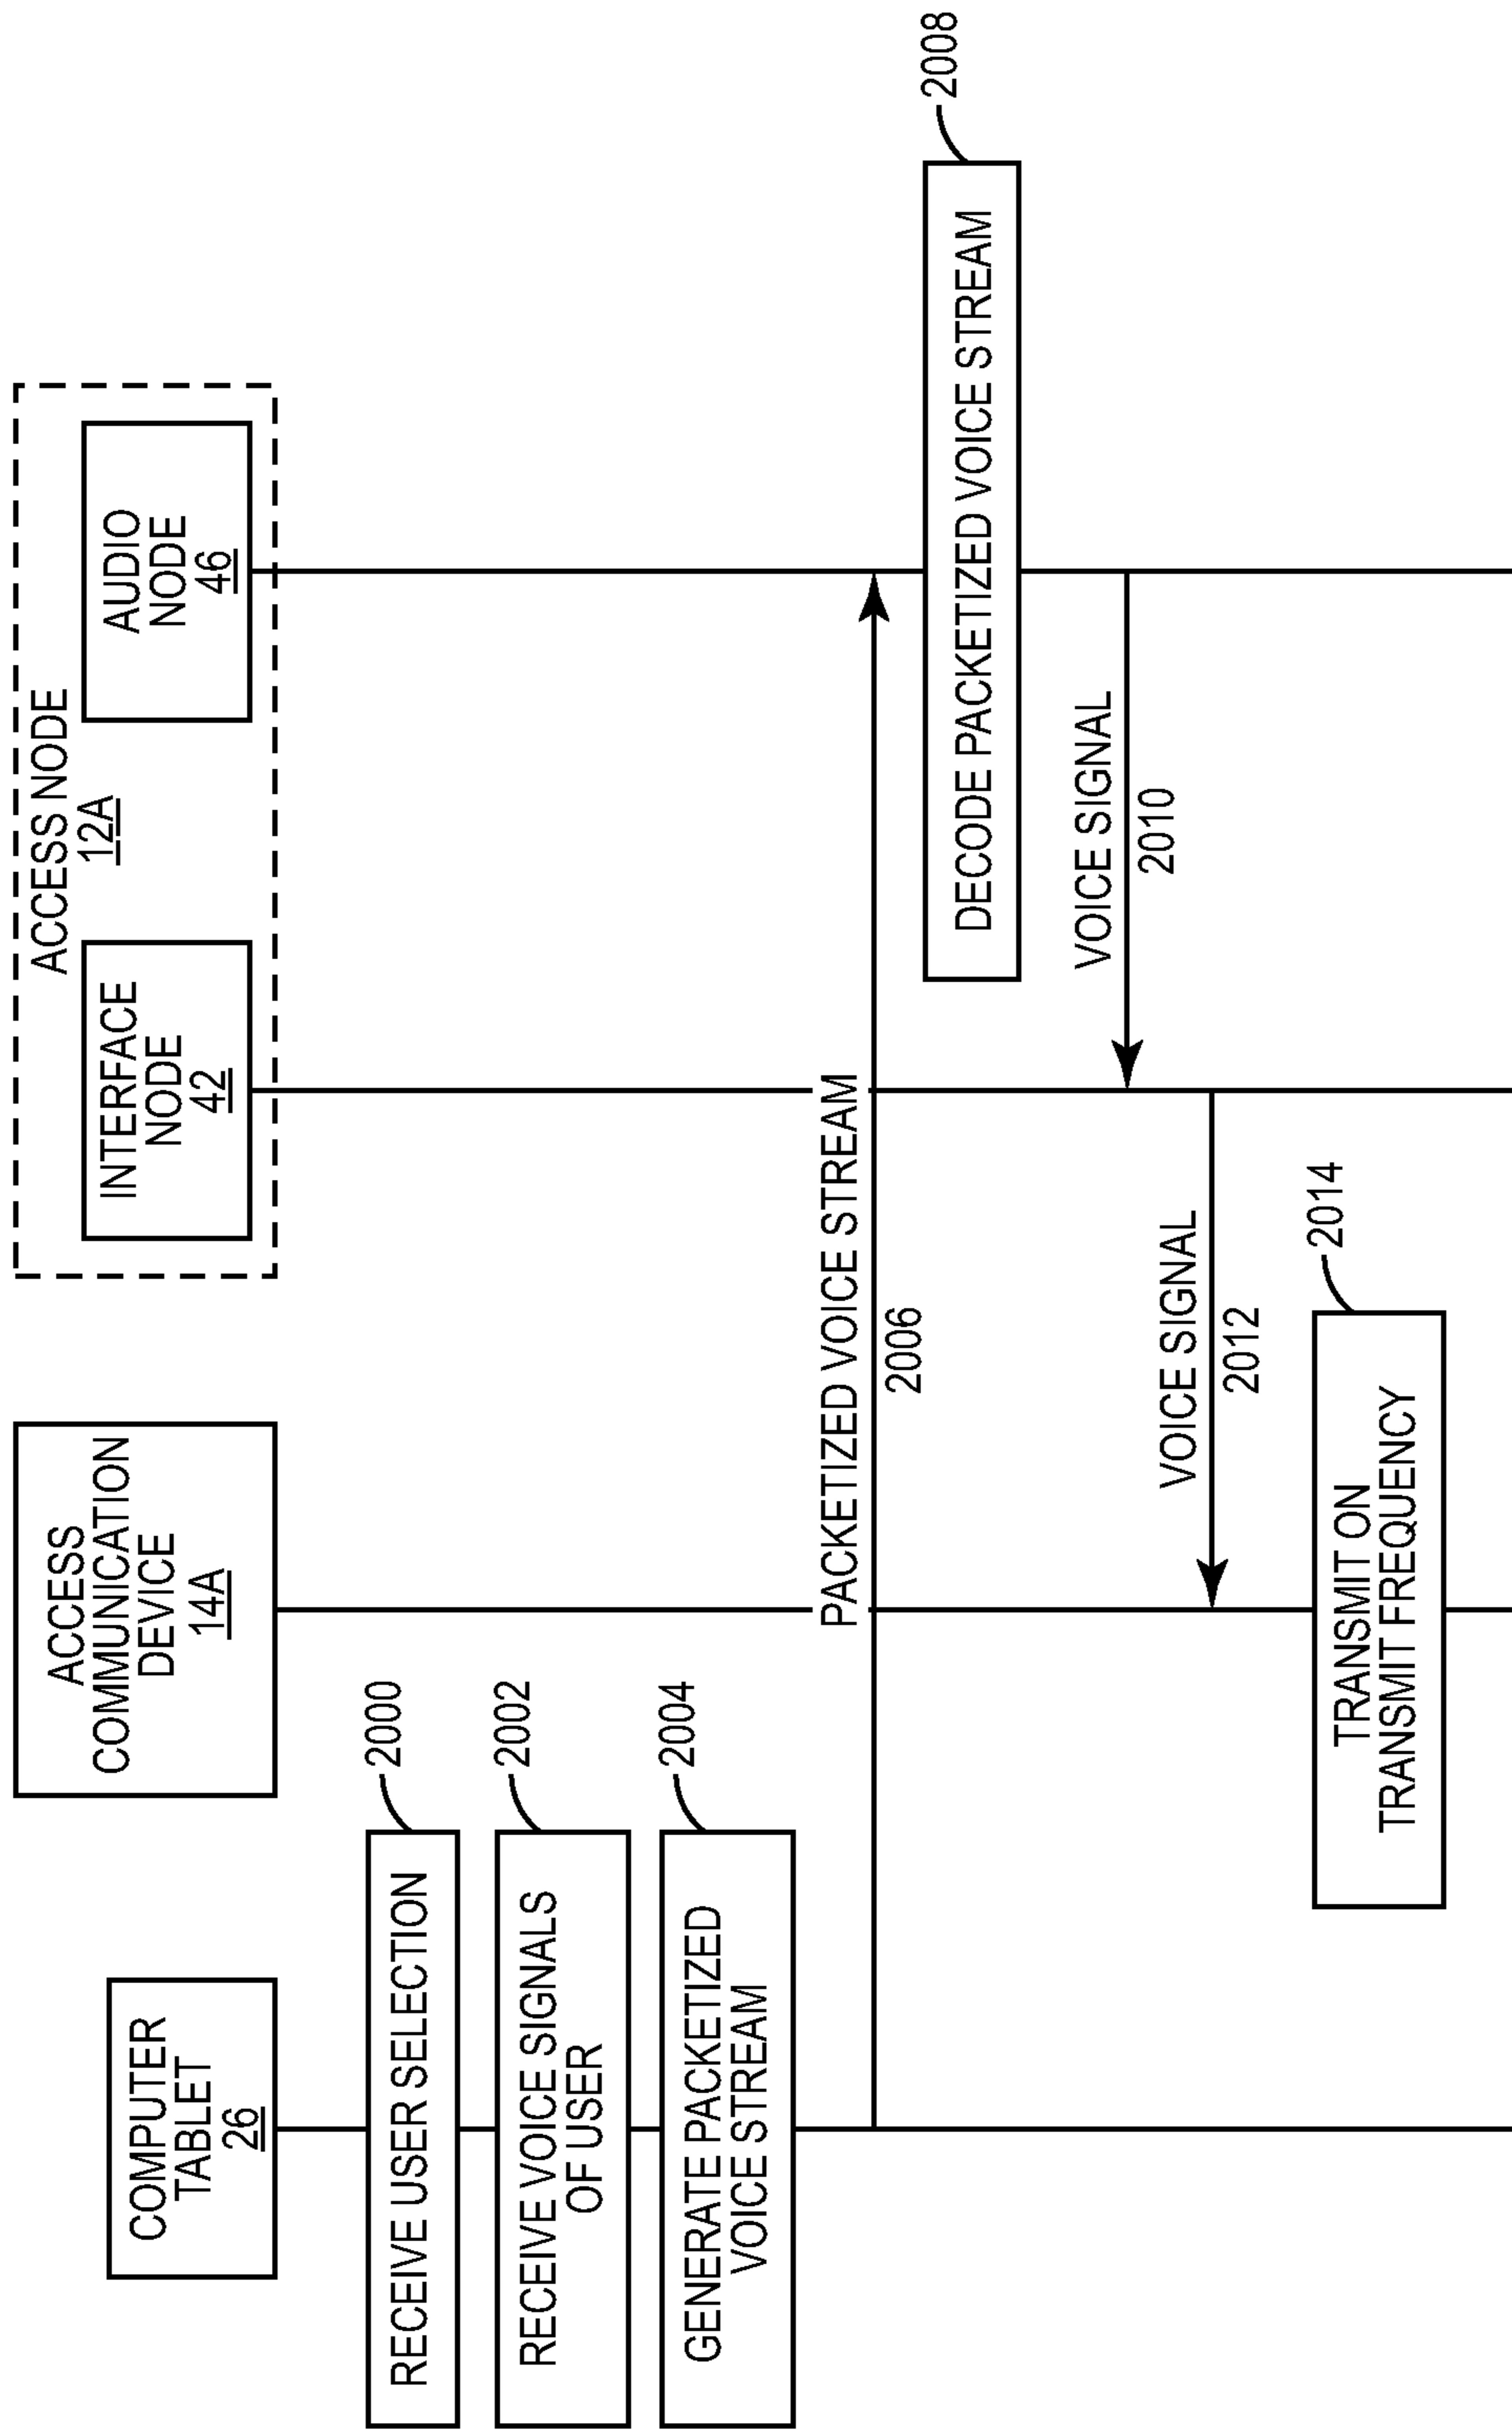 COMPUTER
TABLET
26
ACCESS
COMMUNICATION
DEVICE
14A
ACCESS NODE
12A
INTERFACE
NODE
42
AUDIO
NODE
46
RECEIVE USER SELECTION
2000
RECEIVE VOICE SIGNALS
OF USER
2002
GENERATE PACKETIZED
VOICE STREAM
2004
PACKETIZED VOICE STREAM
2006
DECODE PACKETIZED VOICE STREAM
2008
VOICE SIGNAL
2010
VOICE SIGNAL
2012
TRANSMIT ON
TRANSMIT FREQUENCY
2014